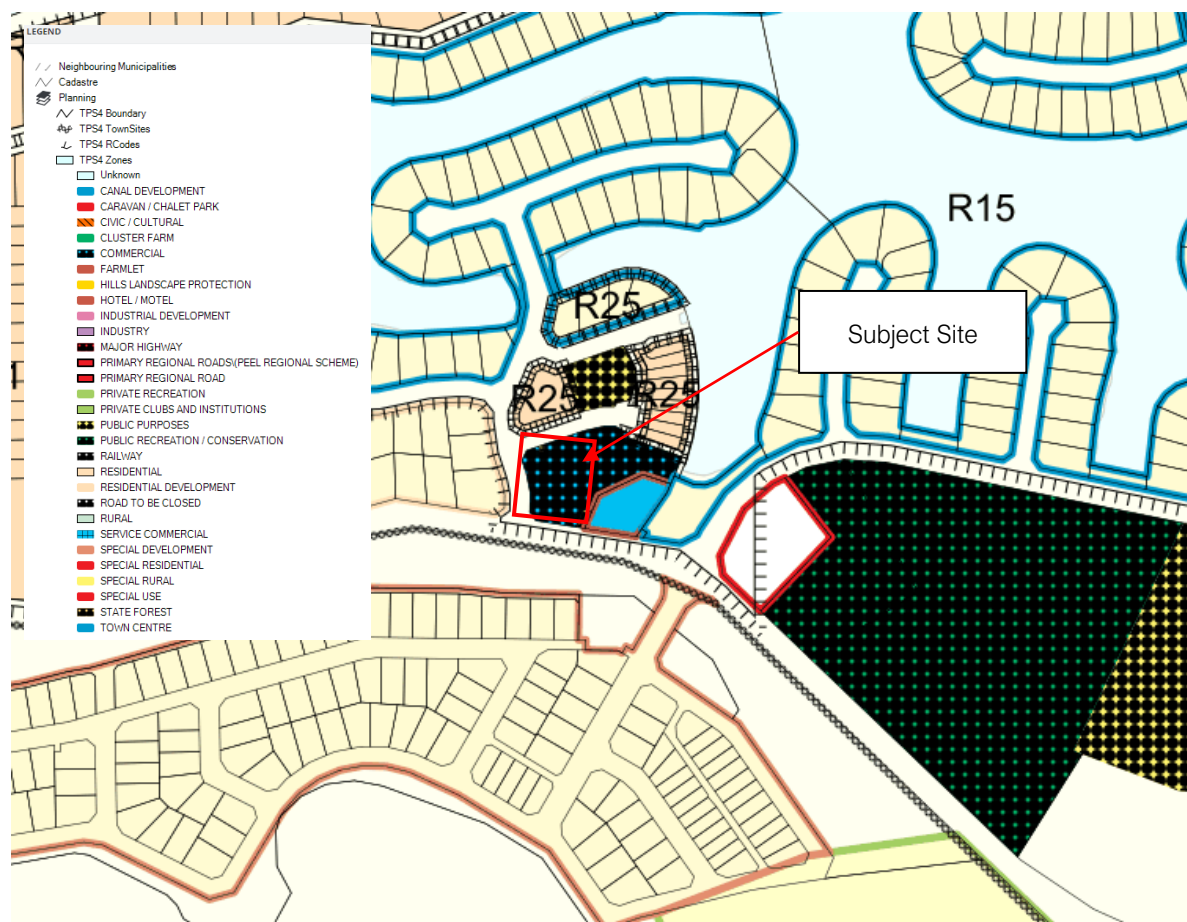 LEGEND
Neighbouring Municipalities
Cadastre
Planning
TPS4 Boundary
TPS4 TownSites
TPS4 RCodes
TPS4 Zones
Unknown
CANAL DEVELOPMENT
CARAVAN / CHALET PARK
CIVIC / CULTURAL
CLUSTER FARM
COMMERCIAL
FARMLET
HILLS LANDSCAPE PROTECTION
HOTEL / MOTEL
INDUSTRIAL DEVELOPMENT
INDUSTRY
MAJOR HIGHWAY
PRIMARY REGIONAL ROADS\(PEEL REGIONAL SCHEME)
PRIMARY REGIONAL ROAD
PRIVATE RECREATION
PRIVATE CLUBS AND INSTITUTIONS
PUBLIC PURPOSES
PUBLIC RECREATION / CONSERVATION
RAILWAY
RESIDENTIAL
RESIDENTIAL DEVELOPMENT
ROAD TO BE CLOSED
RURAL
SERVICE COMMERCIAL
SPECIAL DEVELOPMENT
SPECIAL RESIDENTIAL
SPECIAL RURAL
SPECIAL USE
STATE FOREST
TOWN CENTRE
R15
R25
Subject Site
R25
R25